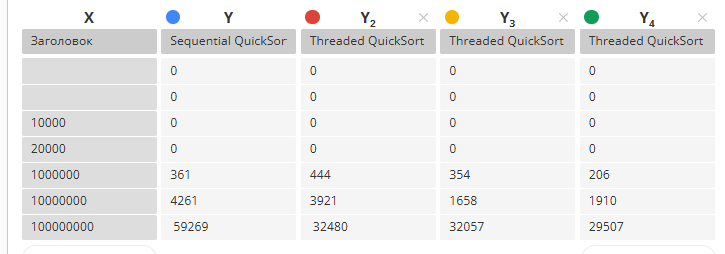 X Y Y₂ × Y₃ × Y₄ ×
Заголовок Sequential QuickSor Threaded QuickSort Threaded QuickSort Threaded QuickSort
0 0 0 0
0 0 0 0
10000 0 0 0 0
20000 0 0 0 0
1000000 361 444 354 206
10000000 4261 3921 1658 1910
100000000 59269 32480 32057 29507